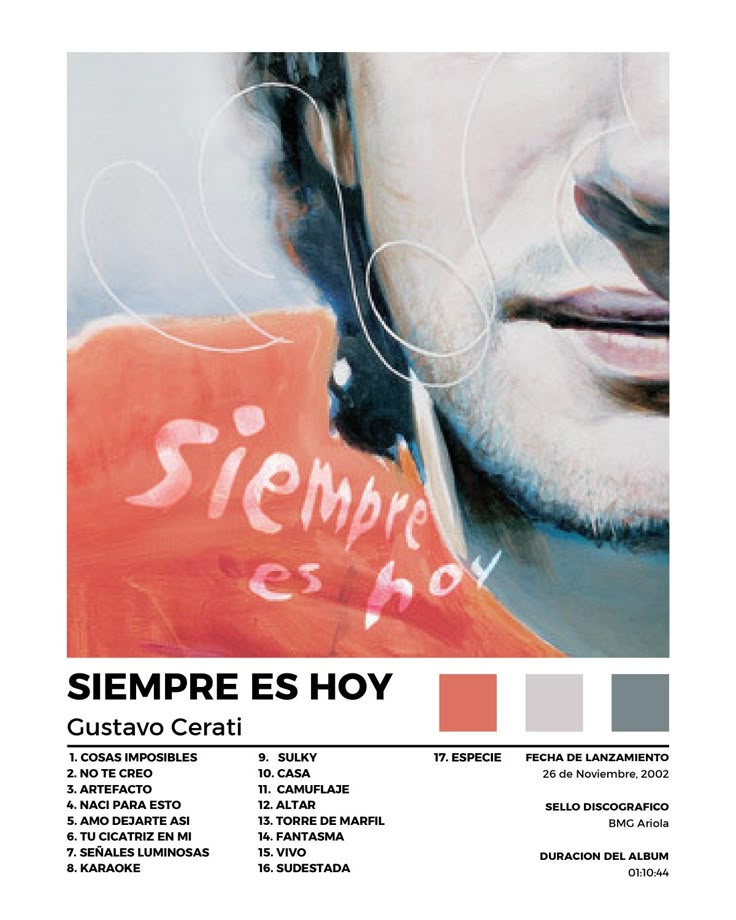 siempre
es hoy
SIEMPRE ES HOY
Gustavo Cerati
1. COSAS IMPOSIBLES
2. NO TE CREO
3. ARTEFACTO
4. NACI PARA ESTO
5. AMO DEJARTE ASI
6. TU CICATRIZ EN MI
7. SEÑALES LUMINOSAS
8. KARAOKE
9. SULKY
10. CASA
11. CAMUFLAJE
12. ALTAR
13. TORRE DE MARFIL
14. FANTASMA
15. VIVO
16. SUDESTADA
17. ESPECIE
FECHA DE LANZAMIENTO
26 de Noviembre, 2002
SELLO DISCOGRAFICO
BMG Ariola
DURACION DEL ALBUM
01:10:44